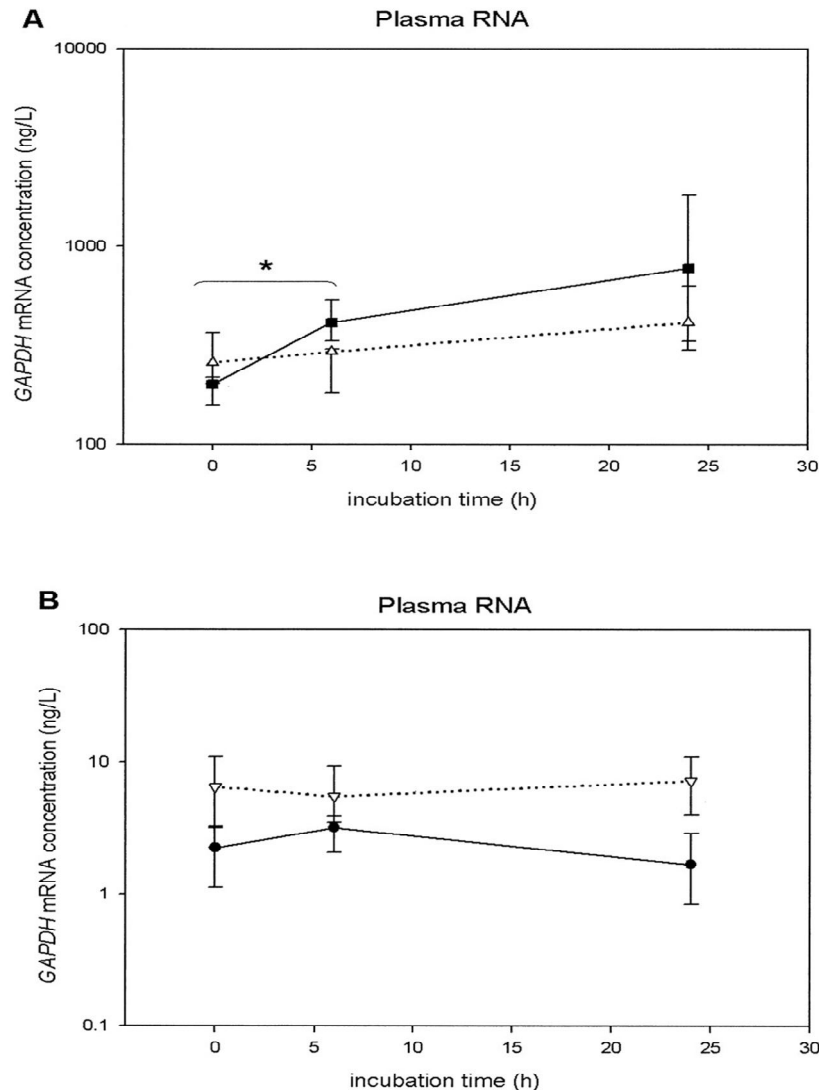 A
Plasma RNA
10000
1000
100
GAPDH mRNA concentration (ng/L)
*
0 5 10 15 20 25 30
incubation time (h)
B
Plasma RNA
100
10
1
0.1
GAPDH mRNA concentration (ng/L)
0 5 10 15 20 25 30
incubation time (h)